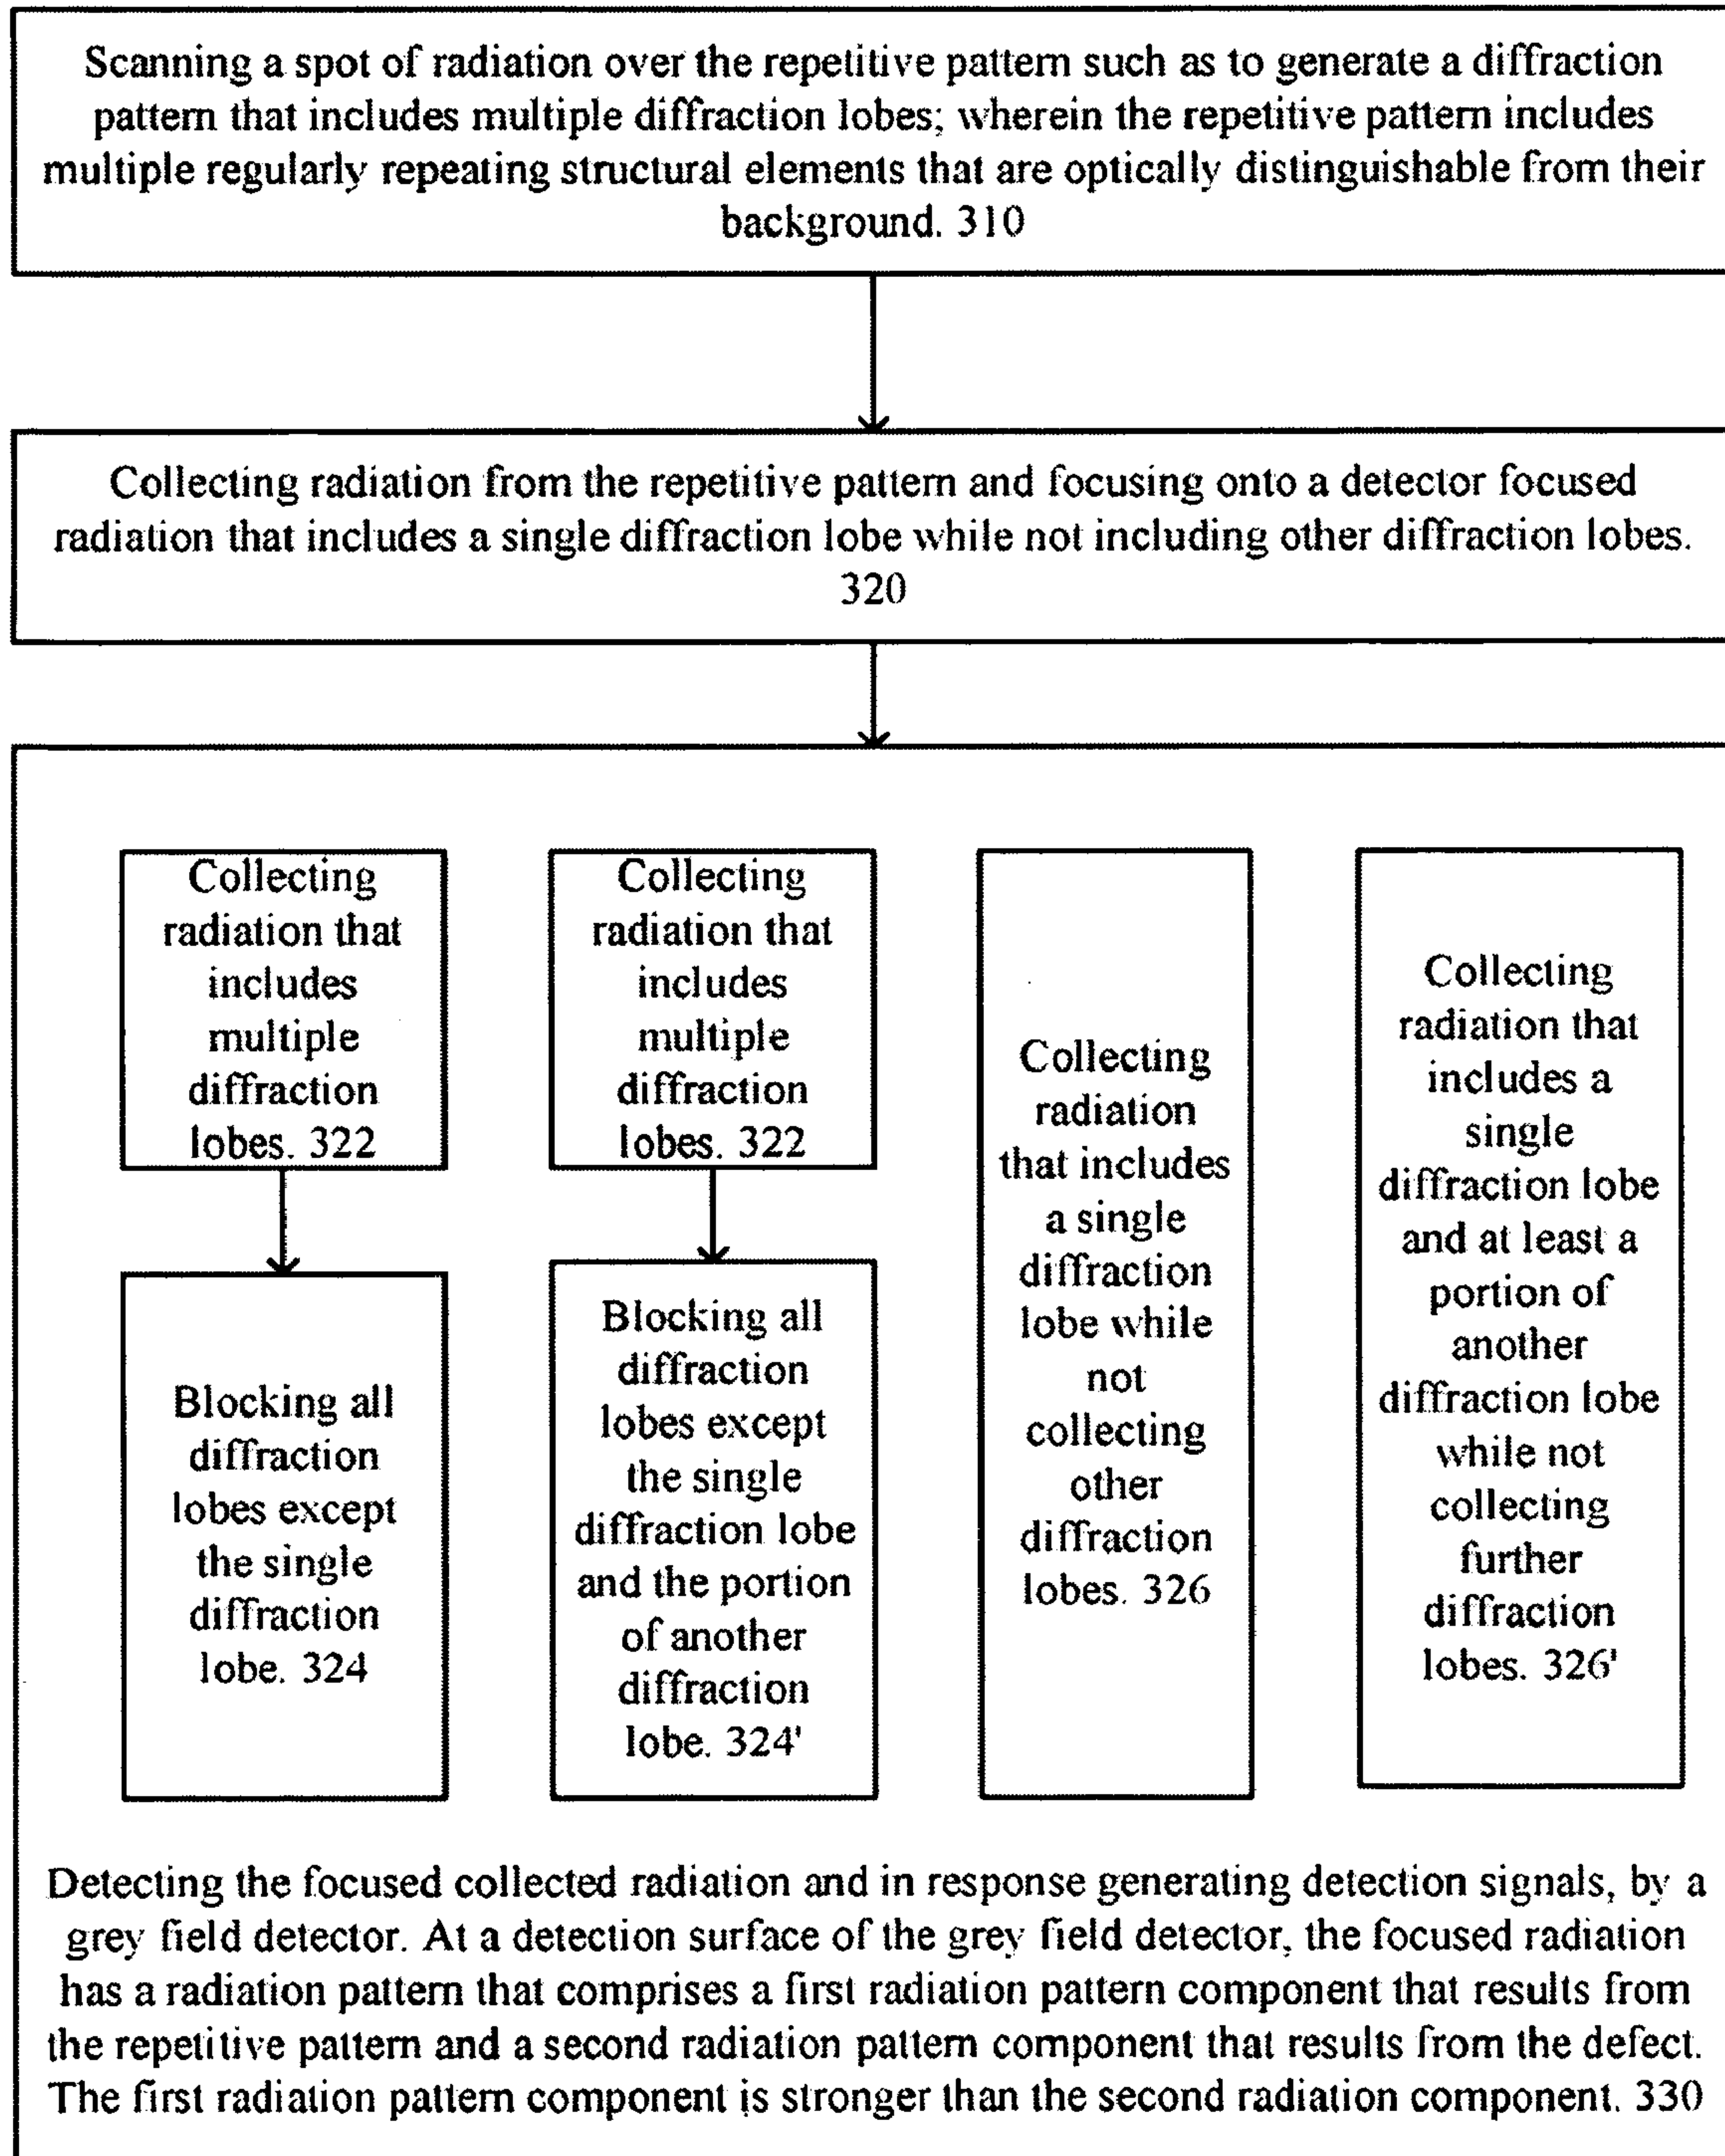 Scanning a spot of radiation over the repetitive pattern such as to generate a diffraction
pattern that includes multiple diffraction lobes; wherein the repetitive pattern includes
multiple regularly repeating structural elements that are optically distinguishable from their
background. 310
Collecting radiation from the repetitive pattern and focusing onto a detector focused
radiation that includes a single diffraction lobe while not including other diffraction lobes.
320
Collecting
radiation that
includes
multiple
diffraction
lobes. 322
Blocking all
diffraction
lobes except
the single
diffraction
lobe. 324
Collecting
radiation that
includes
multiple
diffraction
lobes. 322
Blocking all
diffraction
lobes except
the single
diffraction lobe
and the portion
of another
diffraction
lobe. 324'
Collecting
radiation
that includes
a single
diffraction
lobe while
not
collecting
other
diffraction
lobes. 326
Collecting
radiation that
includes a
single
diffraction lobe
and at least a
portion of
another
diffraction lobe
while not
collecting
further
diffraction
lobes. 326'
Detecting the focused collected radiation and in response generating detection signals, by a
grey field detector. At a detection surface of the grey field detector, the focused radiation
has a radiation pattern that comprises a first radiation pattern component that results from
the repetitive pattern and a second radiation pattern component that results from the defect.
The first radiation pattern component is stronger than the second radiation component. 330